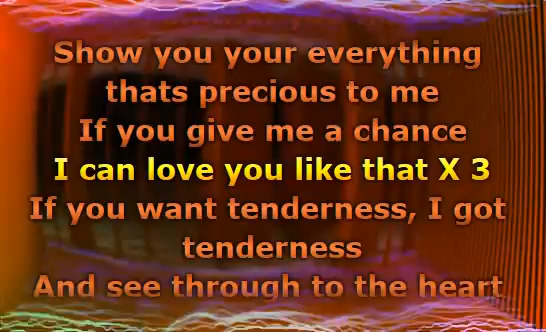 Show you your everything
thats precious to me
If you give me a chance
I can love you like that X 3
If you want tenderness, I got
tenderness
And see through to the heart